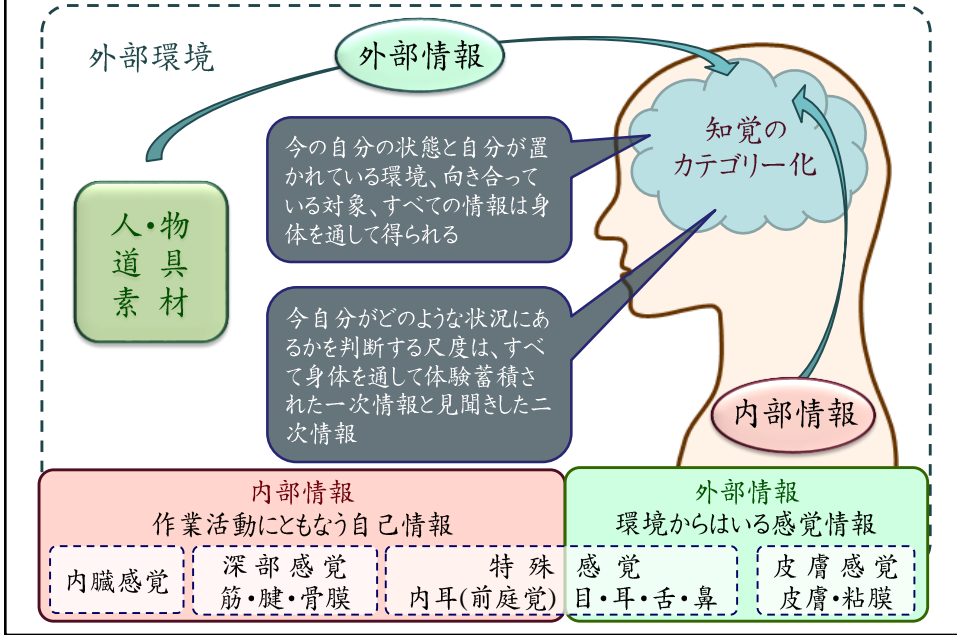 外部環境
外部情報
知覚の
カテゴリー化
今の自分の状態と自分が置
かれている環境、向き合って
いる対象、すべての情報は身
体を通して得られる
人・物
道 具
素 材
今自分がどのような状況にあ
るかを判断する尺度は、すべ
て身体を通して体験蓄積さ
れた一次情報と見聞きした二
次情報
内部情報
内部情報
作業活動にともなう自己情報
外部情報
環境からはいる感覚情報
内臓感覚
深部感覚
筋・腱・骨膜
特殊感覚
内耳(前庭覚) 目・耳・舌・鼻
皮膚感覚
皮膚・粘膜